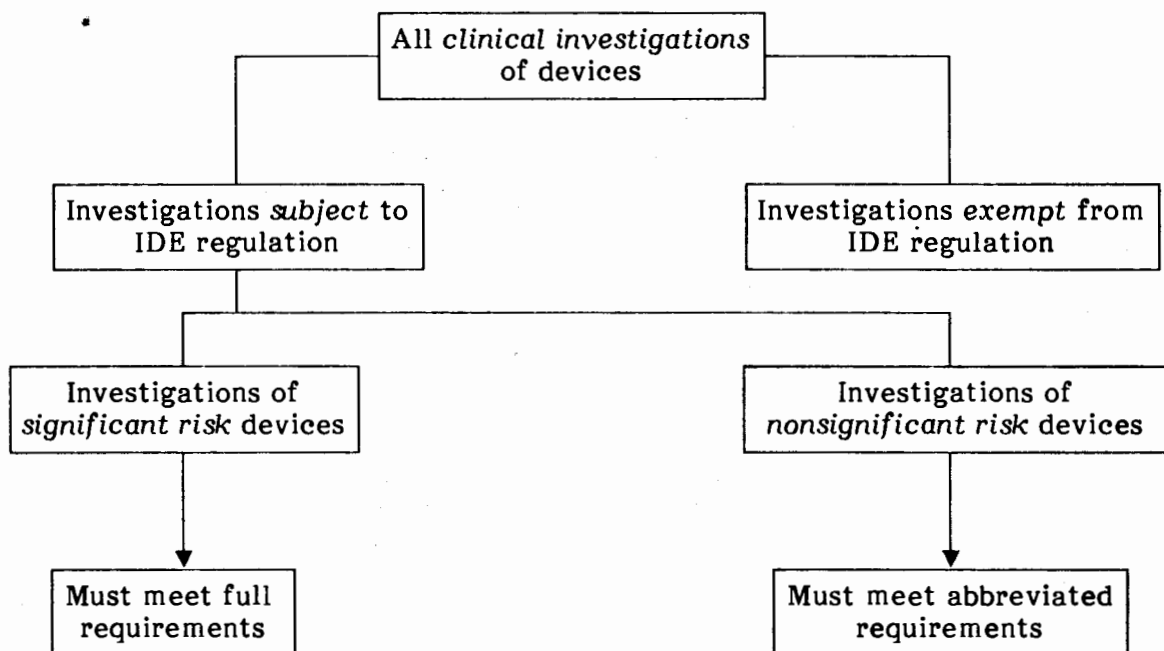 All clinical investigations
of devices
Investigations subject to
IDE regulation
Investigations exempt from
IDE regulation
Investigations of
significant risk devices
Investigations of
nonsignificant risk devices
Must meet full
requirements
Must meet abbreviated
requirements